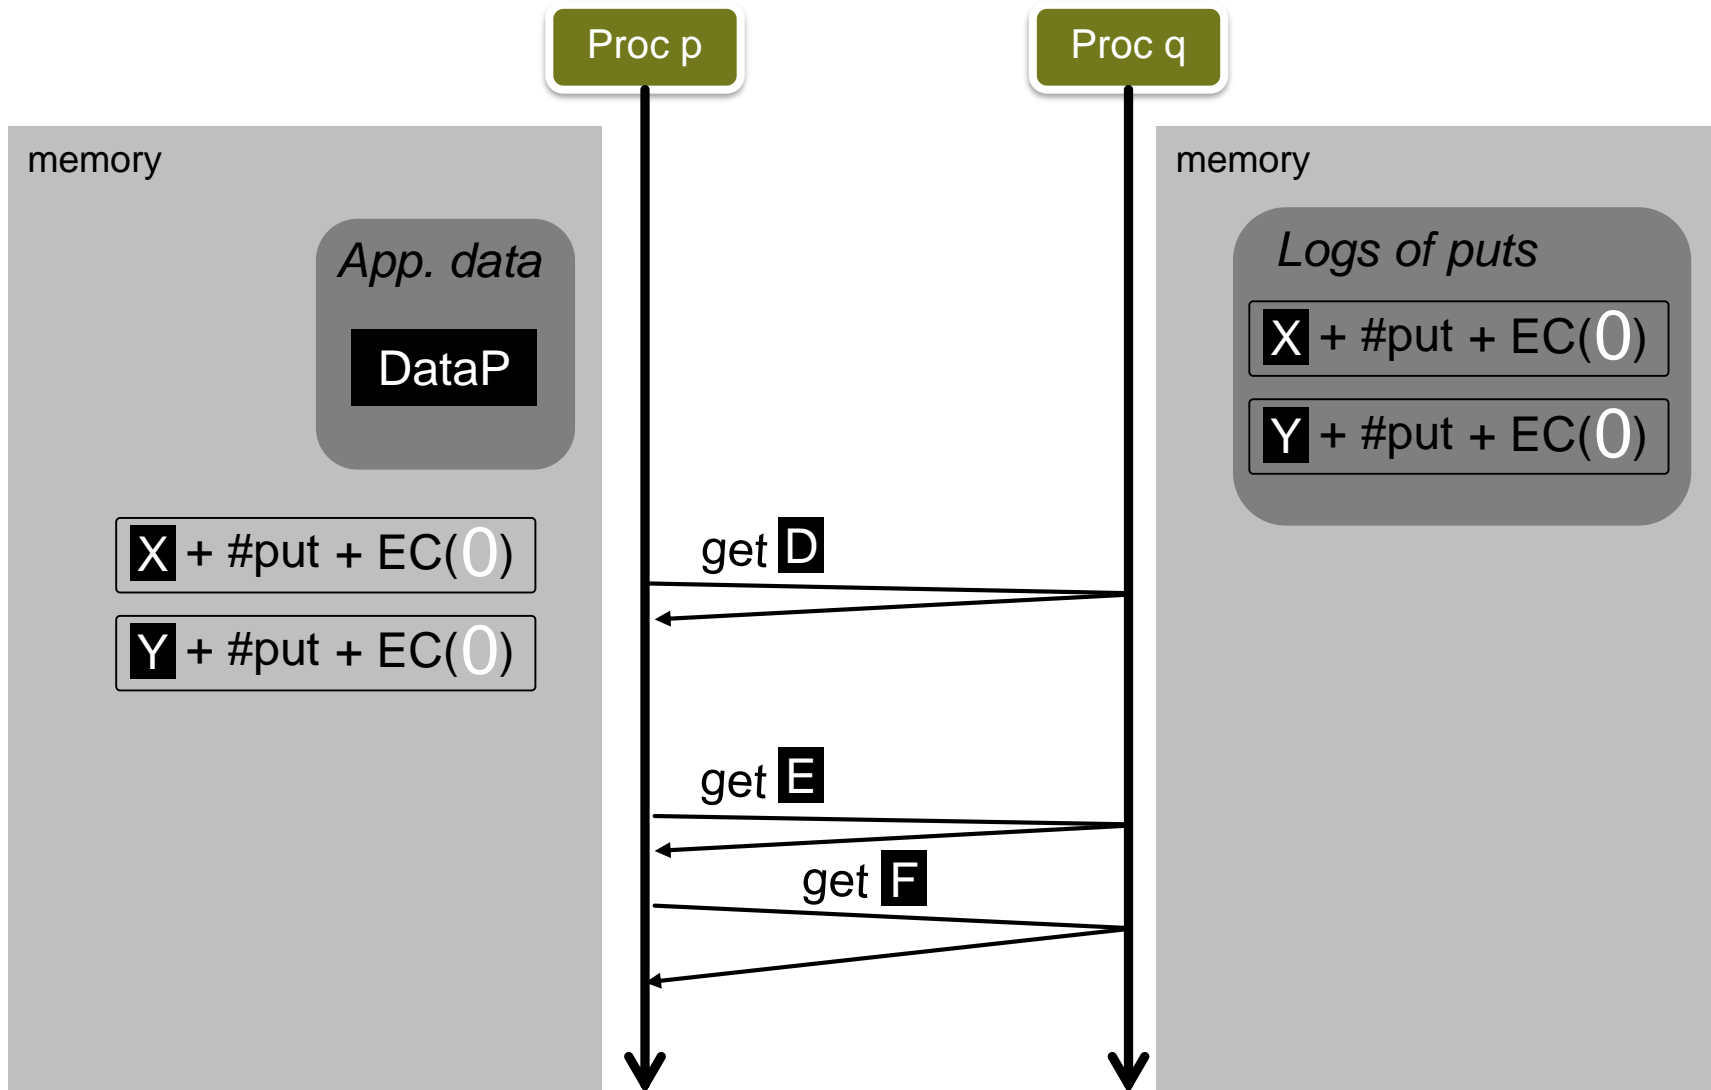 Proc p
Proc q
memory
memory
App. data
DataP
Logs of puts
X + #put + EC(0)
Y + #put + EC(0)
X + #put + EC(0)
Y + #put + EC(0)
get D
get E
get F